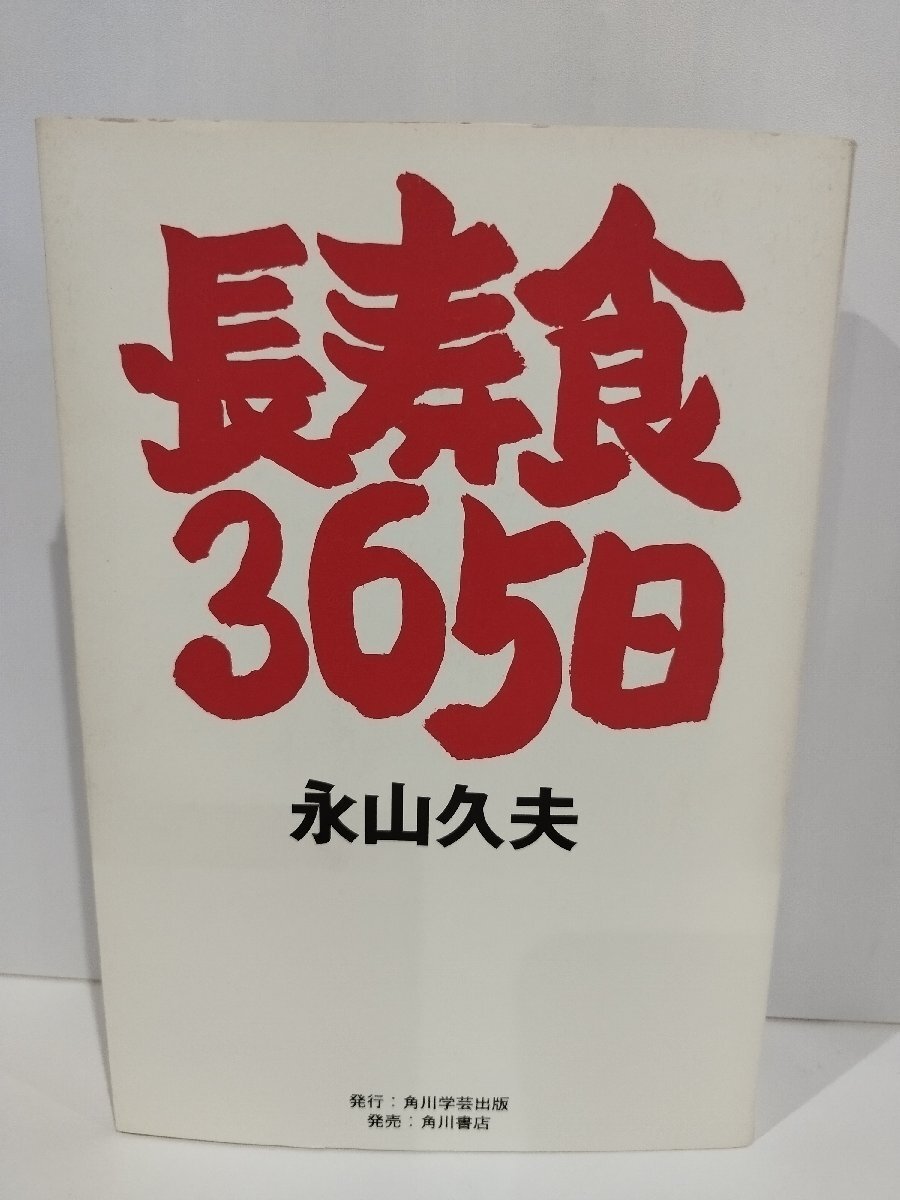 長寿食
365日
永山久夫
発行：角川学芸出版
発売：角川書店